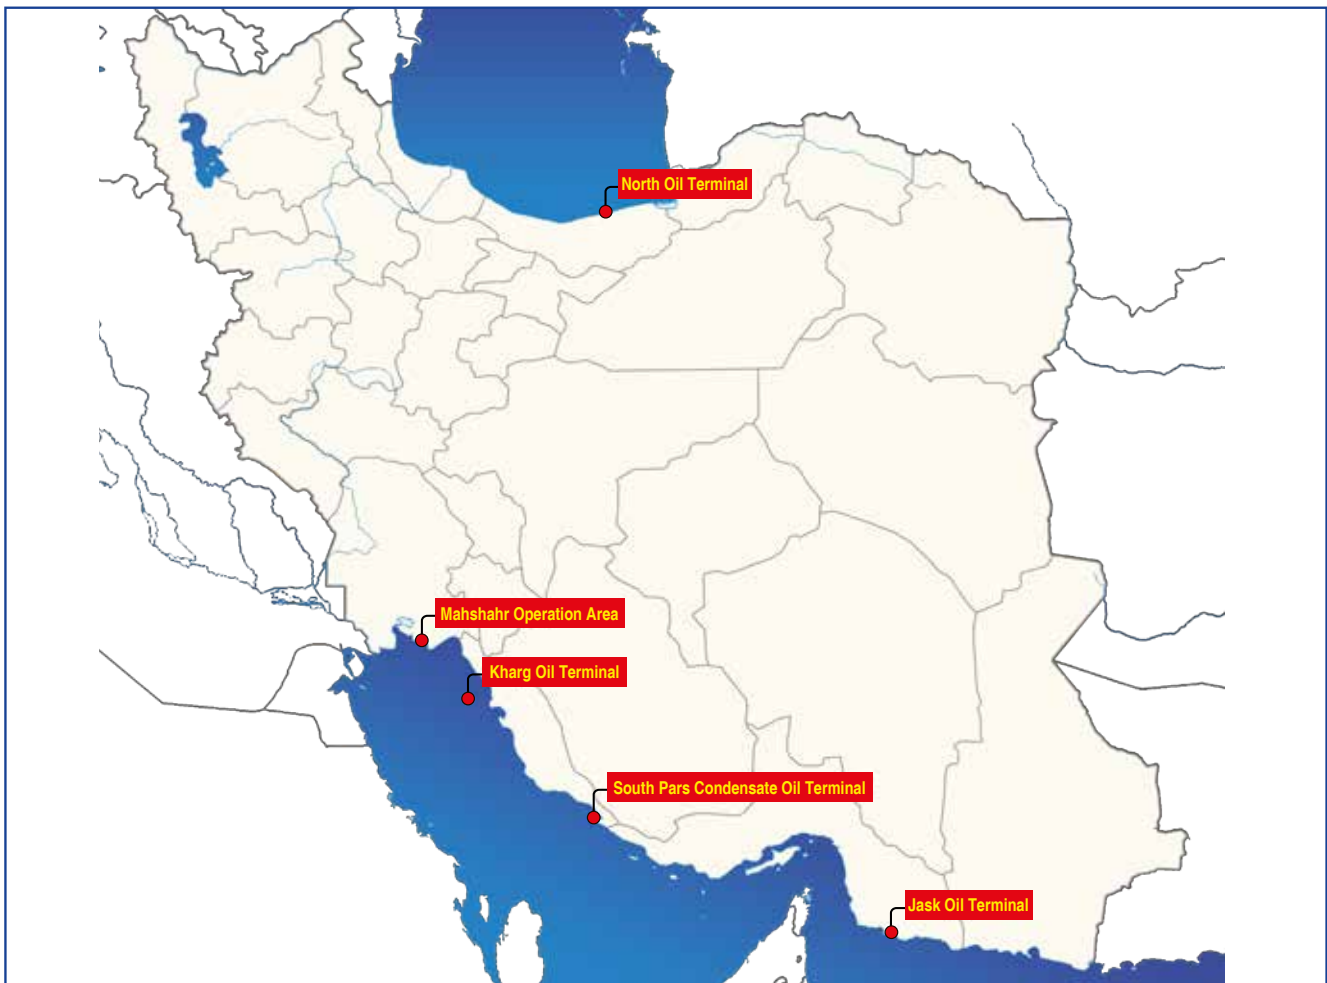 North Oil Terminal
Mahshahr Operation Area
Kharg Oil Terminal
South Pars Condensate Oil Terminal
Jask Oil Terminal